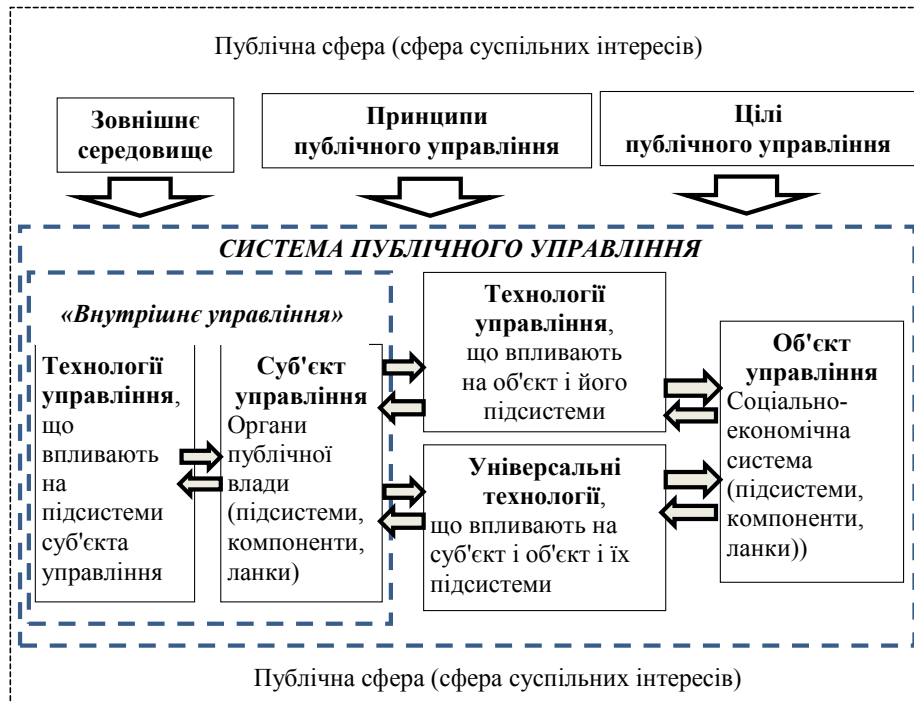 Публічна сфера (сфера суспільних інтересів)
Зовнішнє
середовище
Принципи
публічного управління
Цілі
публічного управління
СИСТЕМА ПУБЛІЧНОГО УПРАВЛІННЯ
«Внутрішнє управління»
Технології
управління,
що
впливають
на
підсистеми
суб'єкта
управління
Суб'єкт
управління
Органи
публічної
влади
(підсистеми,
компоненти,
ланки)
Технології
управління,
що впливають
на об'єкт і його
підсистеми
Універсальні
технології,
що впливають на
суб'єкт і об'єкт і їх
підсистеми
Об'єкт
управління
Соціально-
економічна
система
(підсистеми,
компоненти,
ланки))
Публічна сфера (сфера суспільних інтересів)